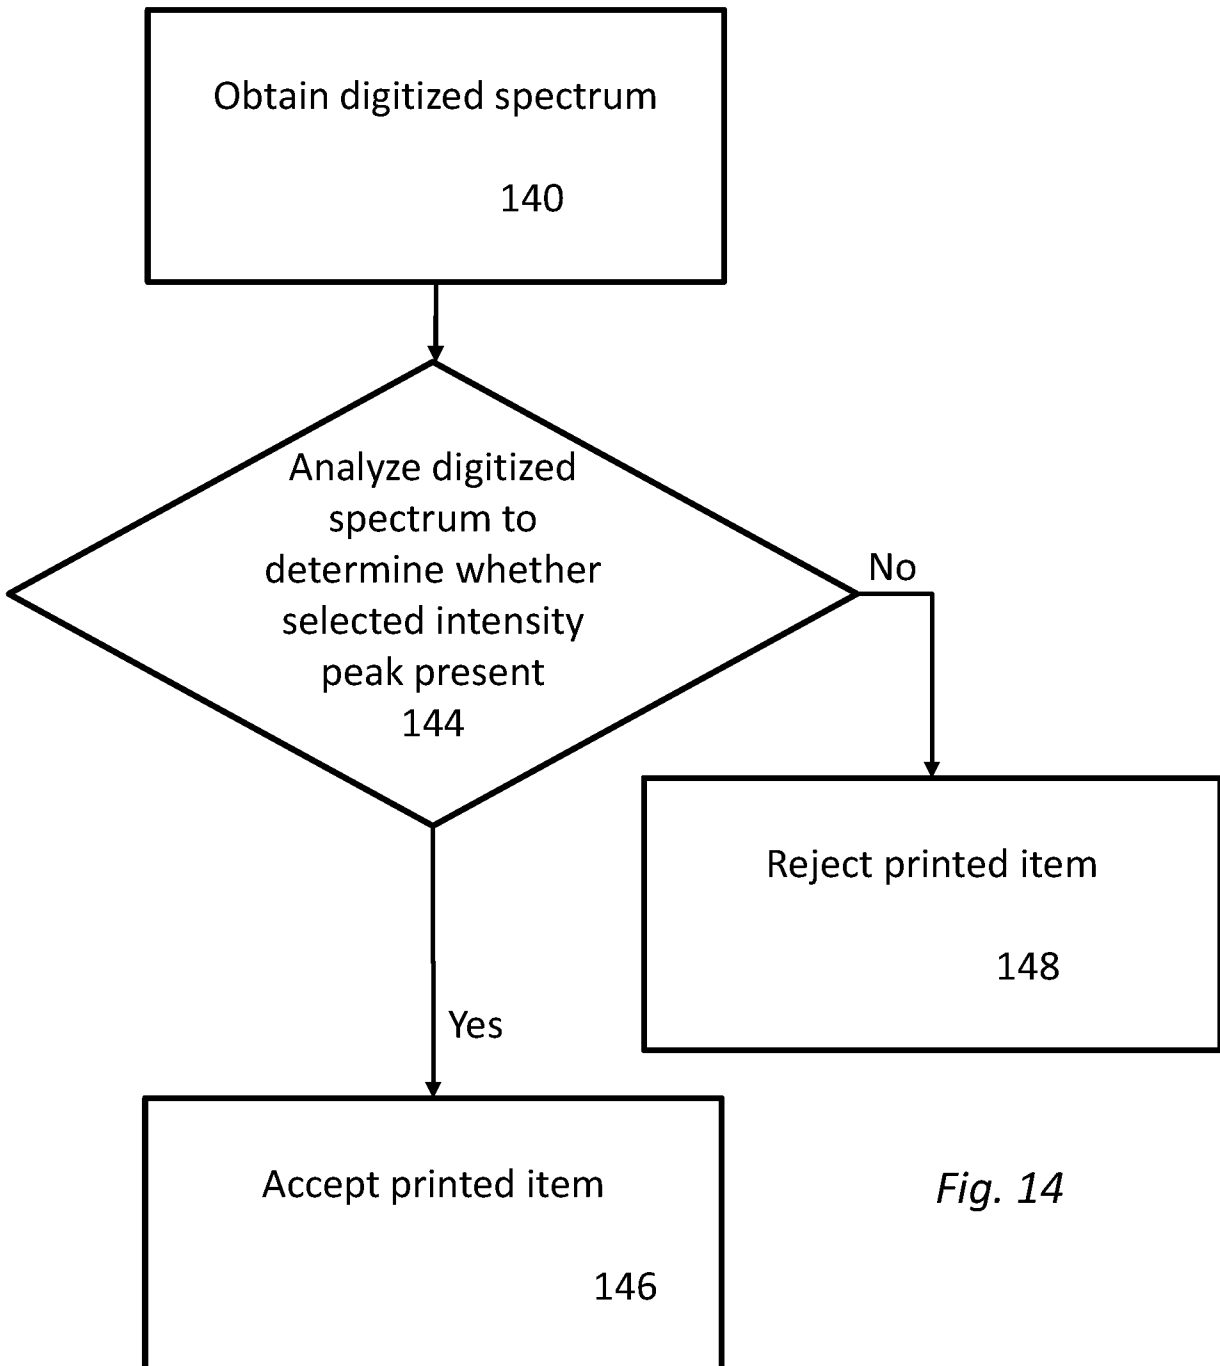 Obtain digitized spectrum
140
Analyze digitized
spectrum to
determine whether
selected intensity
peak present
144
No
Reject printed item
148
Yes
Accept printed item
146
Fig. 14